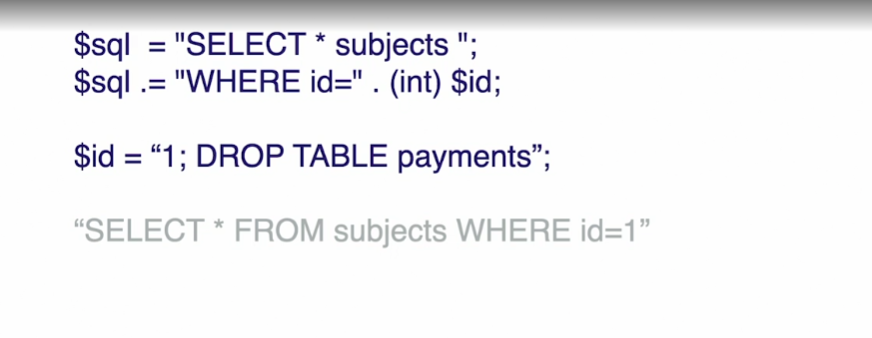 $sql = "SELECT * subjects ";
$sql .= "WHERE id=" . (int) $id;
$id = “1; DROP TABLE payments”;
“SELECT * FROM subjects WHERE id=1”